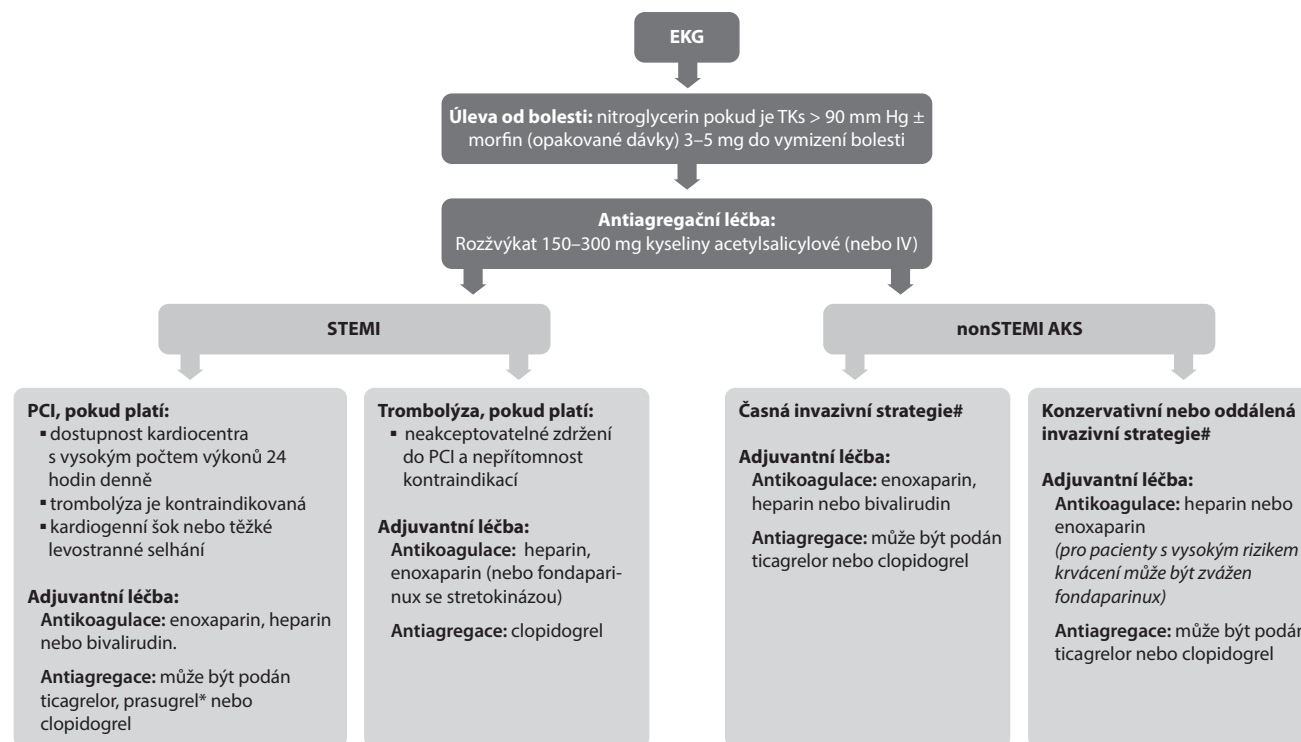 EKG
Úleva od bolesti: nitroglycerin pokud je TKs > 90 mm Hg ±
morfin (opakované dávky) 3–5 mg do vymizení bolesti
Antiagregační léčba:
Rozžvýkat 150–300 mg kyseliny acetylsalicylové (nebo IV)
STEMI
nonSTEMI AKS
PCI, pokud platí:
▪ dostupnost kardiocentra
s vysokým počtem výkonů 24
hodin denně
▪ trombolýza je kontraindikovaná
▪ kardiogenní šok nebo těžké
levostranné selhání
Adjuvantní léčba:
Antikoagulace: enoxaparin, heparin
nebo bivalirudin.
Antiagregace: může být podán
ticagrelor, prasugrel* nebo
clopidogrel
Trombolýza, pokud platí:
▪ neakceptovatelné zdržení
do PCI a nepřítomnost
kontraindikací
Adjuvantní léčba:
Antikoagulace: heparin,
enoxaparin (nebo fondapari-
nux se stretokinázou)
Antiagregace: clopidogrel
Časná invazivní strategie#
Adjuvantní léčba:
Antikoagulace: enoxaparin,
heparin nebo bivalirudin
Antiagregace: může být podán
ticagrelor nebo clopidogrel
Konzervativní nebo oddálená
invazivní strategie#
Adjuvantní léčba:
Antikoagulace: heparin nebo
enoxaparin
(pro pacienty s vysokým rizikem
krvácení může být zvážen
fondaparinux)
Antiagregace: může být podán
ticagrelor nebo clopidogrel